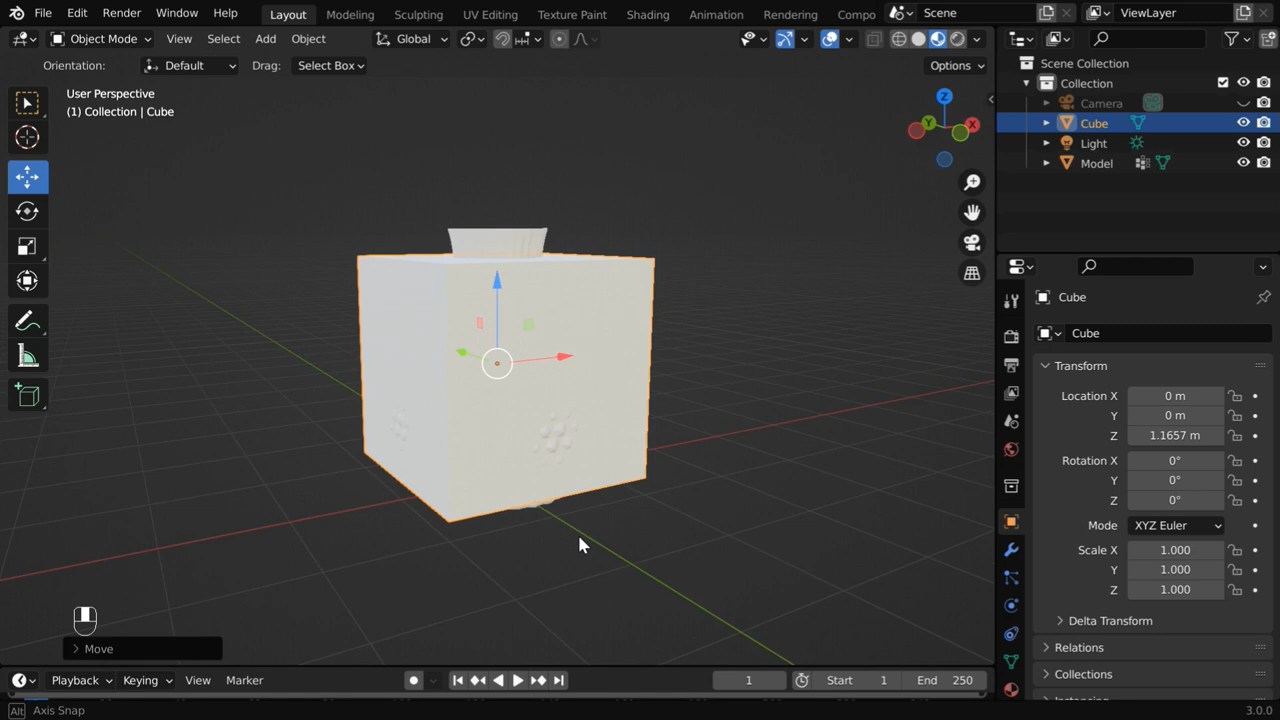 File Edit Render Window Help Layout Modeling Sculpting UV Editing Texture Paint Shading Animation Rendering Compo Scene ViewLayer
Object Mode View Select Add Object Global
Orientation: Default Drag: Select Box Options
User Perspective
(1) Collection | Cube
Z
Y
X
Move
Playback Keying View Marker 1 Start 1 End 250
Alt Axis Snap 3.0.0
Scene Collection
Collection
Camera
Cube
Light
Model
Cube
Cube
Transform
Location X 0 m
Y 0 m
Z 1.1657 m
Rotation X 0°
Y 0°
Z 0°
Mode XYZ Euler
Scale X 1.000
Y 1.000
Z 1.000
Delta Transform
Relations
Collections